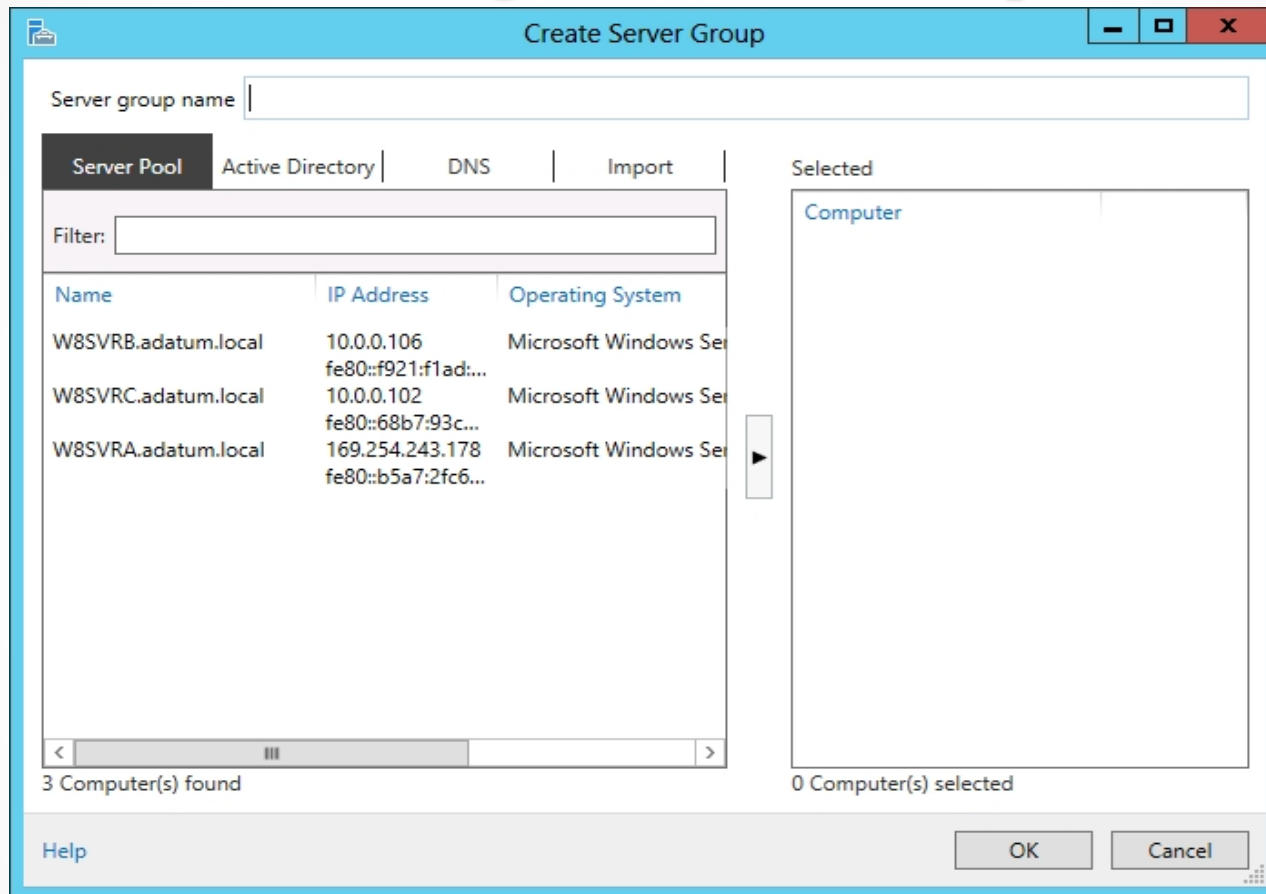 Create Server Group
Server group name
Server Pool Active Directory DNS Import
Selected
Filter:
Computer
Name IP Address Operating System
W8SVRB.adatum.local 10.0.0.106 Microsoft Windows Ser
fe80::f921:f1ad:...
W8SVRC.adatum.local 10.0.0.102 Microsoft Windows Ser
fe80::68b7:93c...
W8SVRA.adatum.local 169.254.243.178 Microsoft Windows Ser
fe80::b5a7:2fc6...
3 Computer(s) found
0 Computer(s) selected
Help OK Cancel